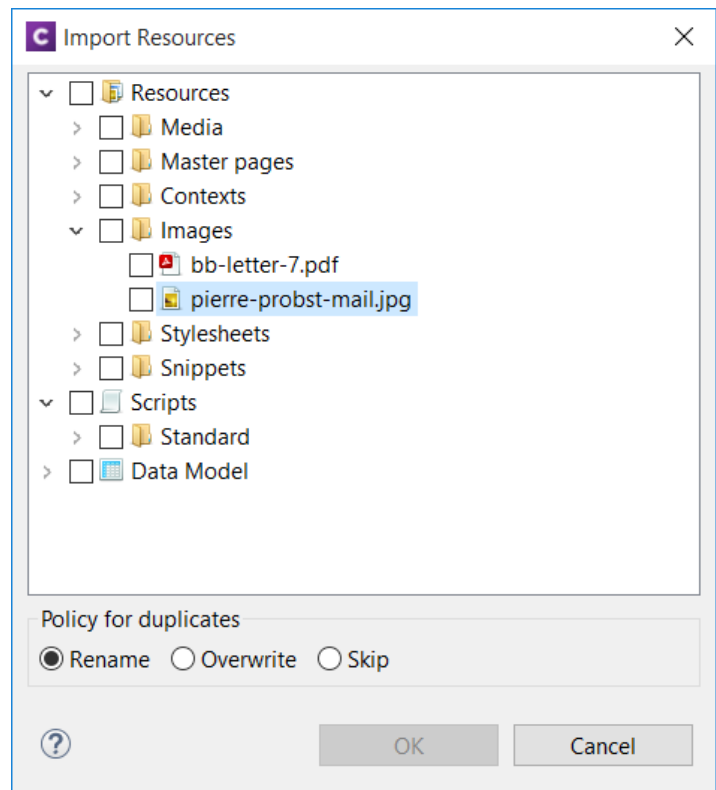 C Import Resources
Resources
Media
Master pages
Contexts
Images
bb-letter-7.pdf
pierre-probst-mail.jpg
Stylesheets
Snippets
Scripts
Standard
Data Model
Policy for duplicates
Rename Overwrite Skip
? OK Cancel